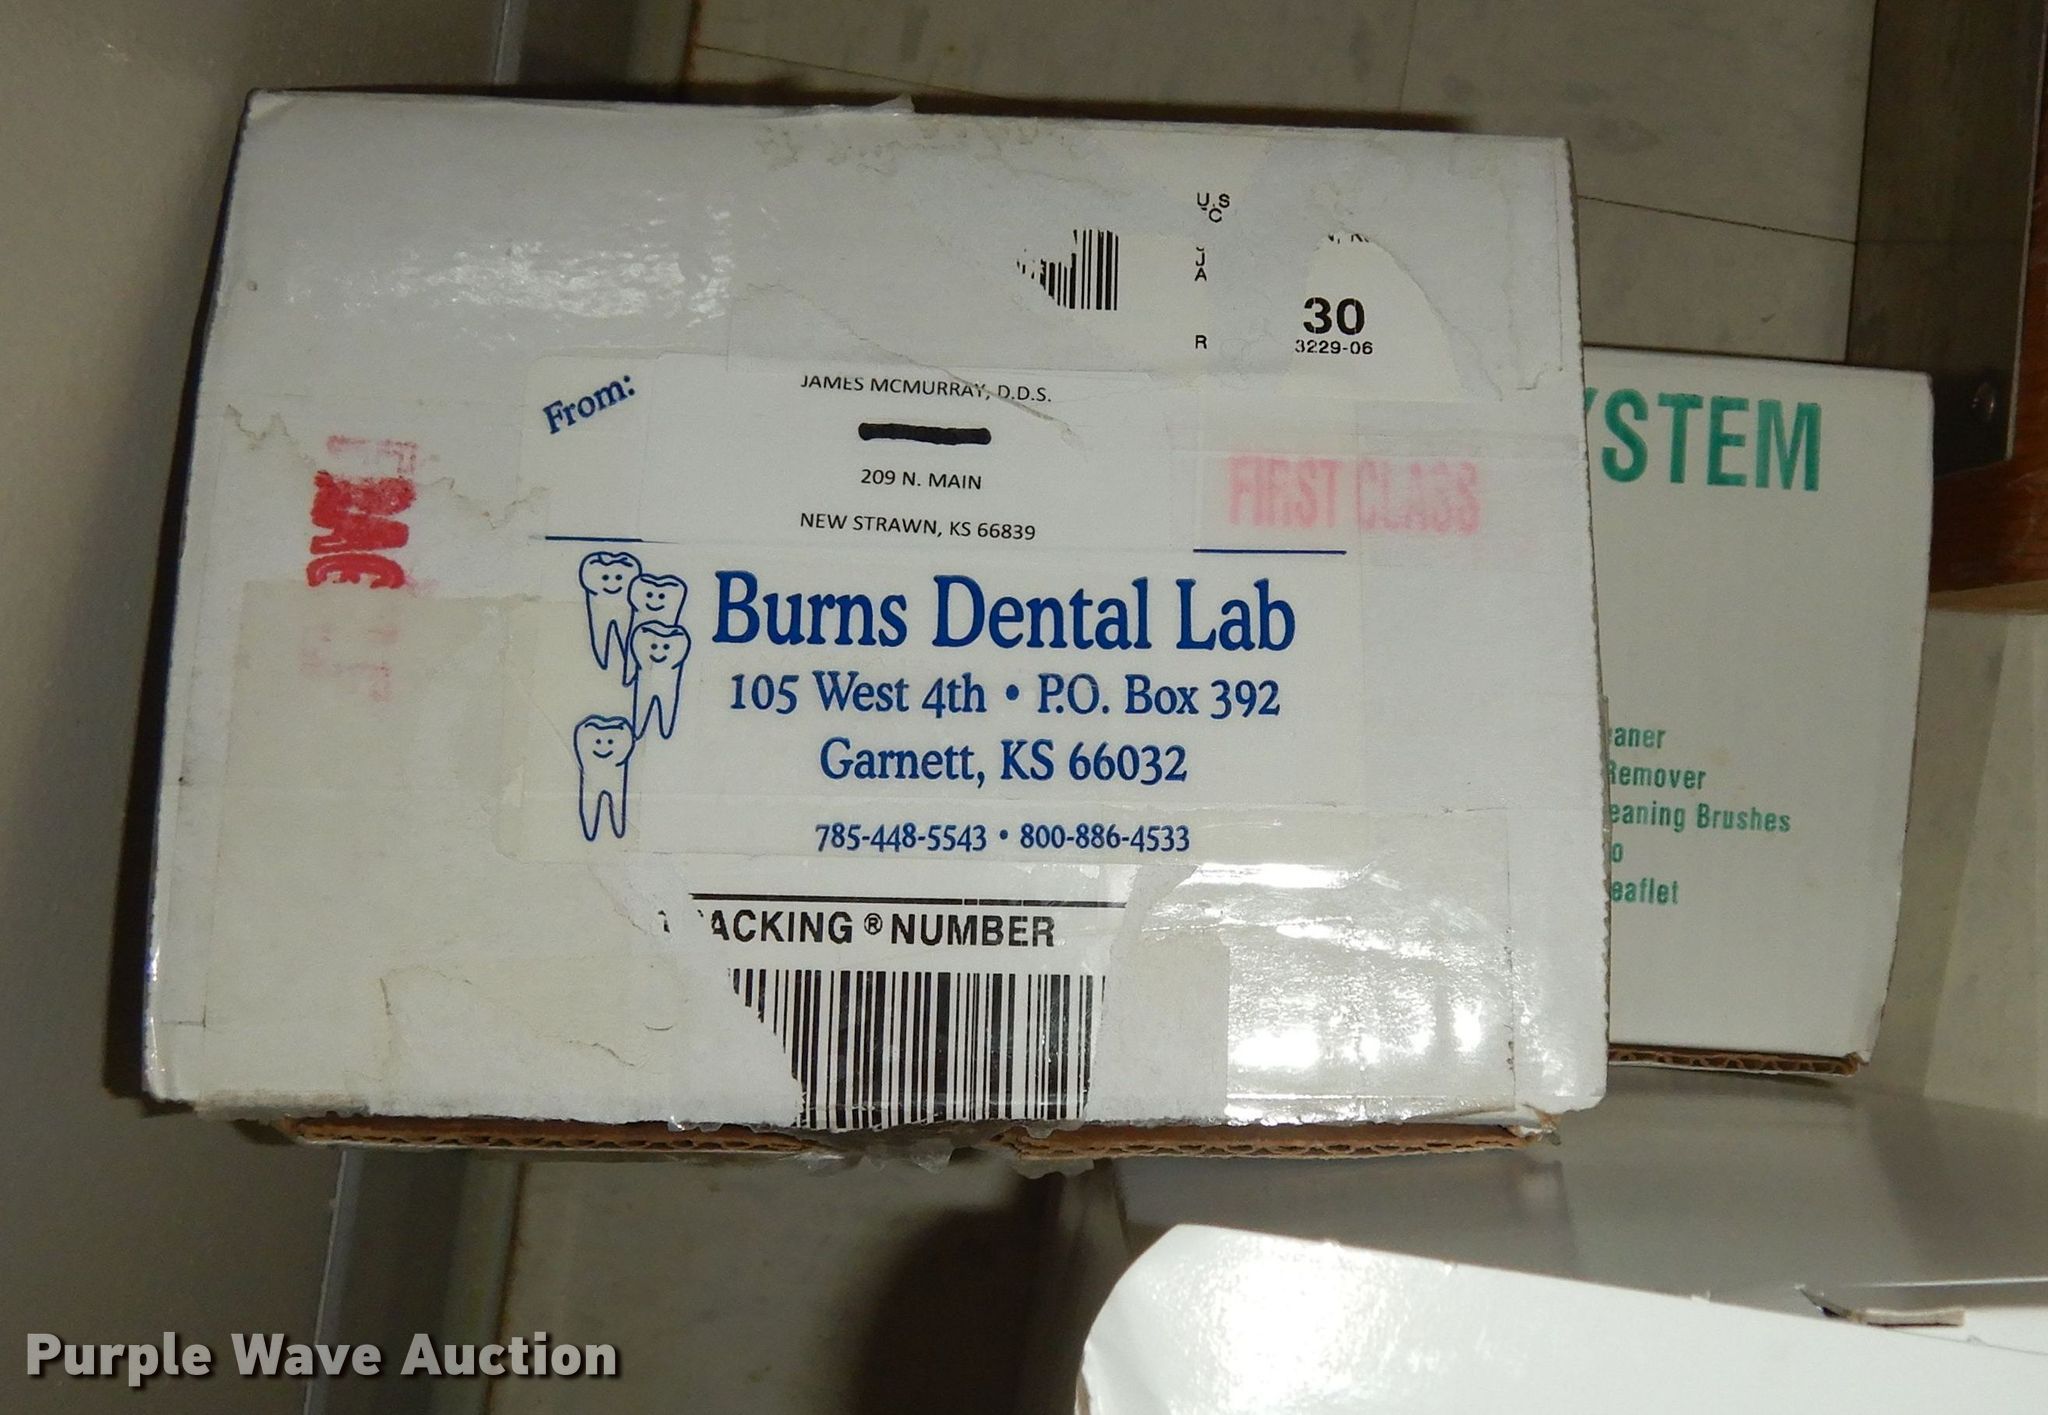 U.S
C
J
A
R
30
3229-06
From:
JAMES MCMURRAY, D.D.S.
209 N. MAIN
NEW STRAWN, KS 66839
FIRST CLASS
Burns Dental Lab
105 West 4th • P.O. Box 392
Garnett, KS 66032
785-448-5543 • 800-886-4533
ACKING ® NUMBER
YSTEM
aner
Remover
eaning Brushes
o
eaflet
Purple Wave Auction